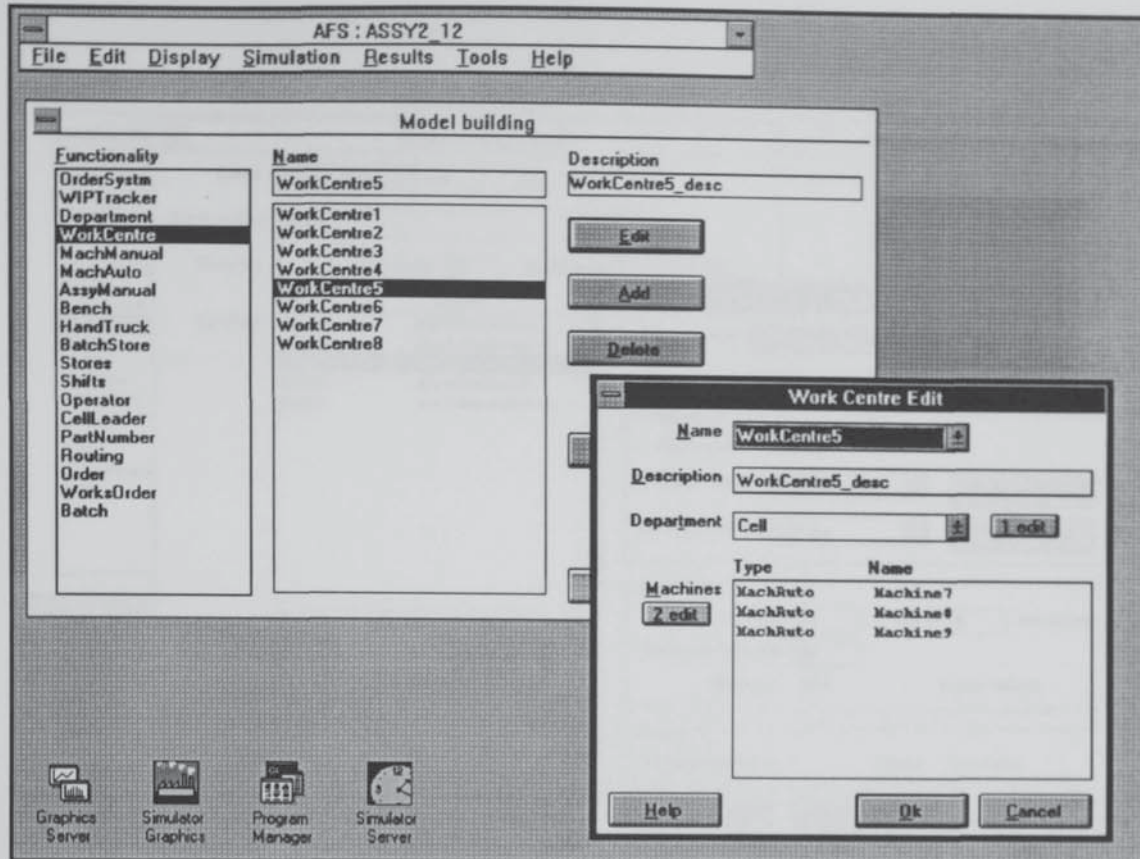 AFS : ASSY2_12
File Edit Display Simulation Results Tools Help
Model building
Functionality
OrderSystm
WIPTracker
Department
WorkCentre
MachManual
MachAuto
AssyManual
Bench
HandTruck
BatchStore
Stores
Shifts
Operator
CellLeader
PartNumber
Routing
Order
WorksOrder
Batch
Name
WorkCentre5
WorkCentre1
WorkCentre2
WorkCentre3
WorkCentre4
WorkCentre5
WorkCentre6
WorkCentre7
WorkCentre8
Description
WorkCentre5_desc
Edit
Add
Delete
Work Centre Edit
Name WorkCentre5
Description WorkCentre5_desc
Department Cell 1 edit
Type Name
Machines
2 edit
MachAuto Machine7
MachAuto Machine8
MachAuto Machine9
Help Ok Cancel
Graphics Server
Simulator Graphics
Program Manager
Simulator Server